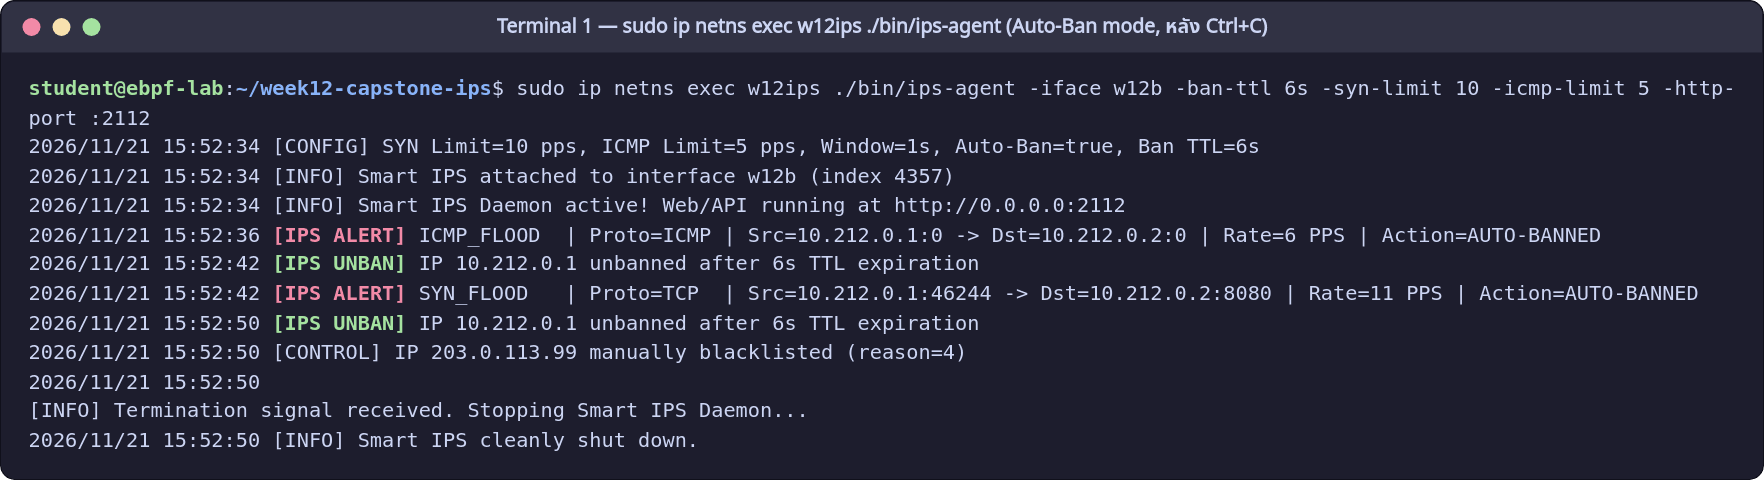 Terminal 1 — sudo ip netns exec w12ips ./bin/ips-agent (Auto-Ban mode, หลัง Ctrl+C)
student@ebpf-lab:~/week12-capstone-ips$ sudo ip netns exec w12ips ./bin/ips-agent -iface w12b -ban-ttl 6s -syn-limit 10 -icmp-limit 5 -http-
port :2112
2026/11/21 15:52:34 [CONFIG] SYN Limit=10 pps, ICMP Limit=5 pps, Window=1s, Auto-Ban=true, Ban TTL=6s
2026/11/21 15:52:34 [INFO] Smart IPS attached to interface w12b (index 4357)
2026/11/21 15:52:34 [INFO] Smart IPS Daemon active! Web/API running at http://0.0.0.0:2112
2026/11/21 15:52:36 [IPS ALERT] ICMP_FLOOD  | Proto=ICMP | Src=10.212.0.1:0 -> Dst=10.212.0.2:0 | Rate=6 PPS | Action=AUTO-BANNED
2026/11/21 15:52:42 [IPS UNBAN] IP 10.212.0.1 unbanned after 6s TTL expiration
2026/11/21 15:52:42 [IPS ALERT] SYN_FLOOD   | Proto=TCP  | Src=10.212.0.1:46244 -> Dst=10.212.0.2:8080 | Rate=11 PPS | Action=AUTO-BANNED
2026/11/21 15:52:50 [IPS UNBAN] IP 10.212.0.1 unbanned after 6s TTL expiration
2026/11/21 15:52:50 [CONTROL] IP 203.0.113.99 manually blacklisted (reason=4)
2026/11/21 15:52:50
[INFO] Termination signal received. Stopping Smart IPS Daemon...
2026/11/21 15:52:50 [INFO] Smart IPS cleanly shut down.